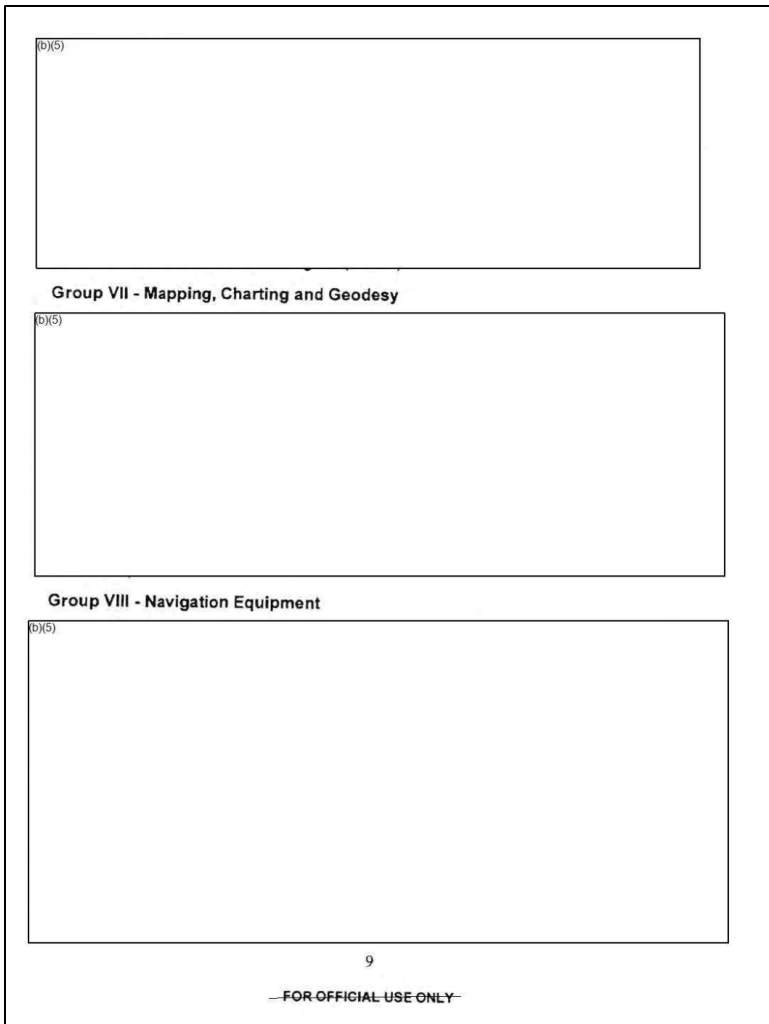 (b)(5)
Group VII - Mapping, Charting and Geodesy
(b)(5)
Group VIII - Navigation Equipment
(b)(5)
9
FOR OFFICIAL USE ONLY